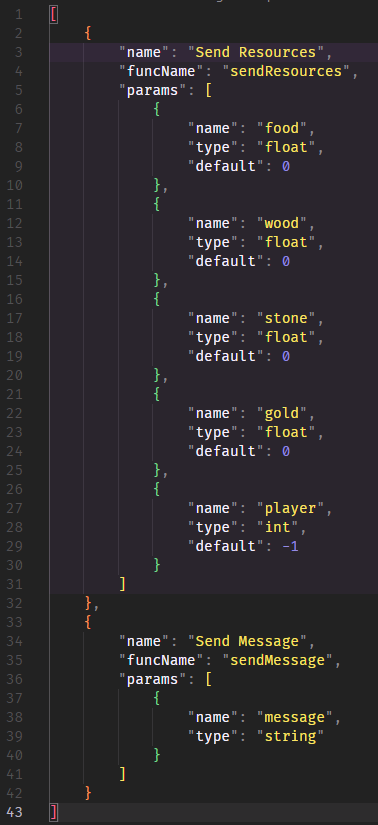 1 [
2     {
3         "name": "Send Resources",
4         "funcName": "sendResources",
5         "params": [
6             {
7                 "name": "food",
8                 "type": "float",
9                 "default": 0
10             },
11             {
12                 "name": "wood",
13                 "type": "float",
14                 "default": 0
15             },
16             {
17                 "name": "stone",
18                 "type": "float",
19                 "default": 0
20             },
21             {
22                 "name": "gold",
23                 "type": "float",
24                 "default": 0
25             },
26             {
27                 "name": "player",
28                 "type": "int",
29                 "default": -1
30             }
31         ]
32     },
33     {
34         "name": "Send Message",
35         "funcName": "sendMessage",
36         "params": [
37             {
38                 "name": "message",
39                 "type": "string"
40             }
41         ]
42     }
43 ]